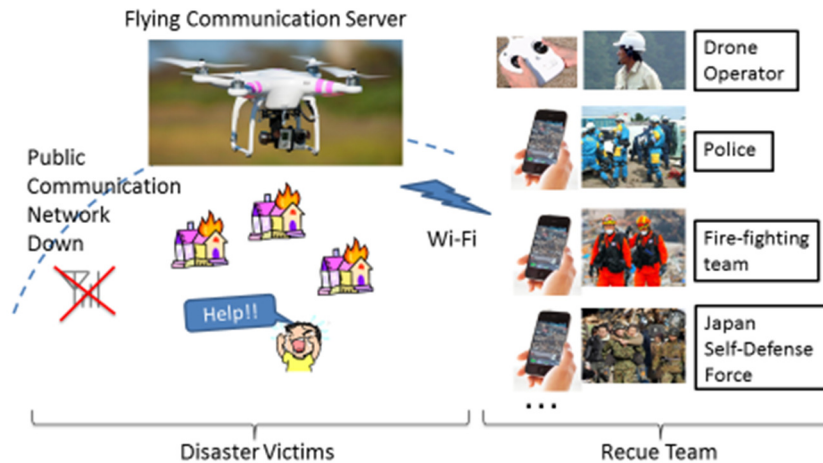 Flying Communication Server
Public
Communication
Network
Down
Help!!
Wi-Fi
Drone
Operator
Police
Fire-fighting
team
Japan
Self-Defense
Force
...
Disaster Victims
Recue Team